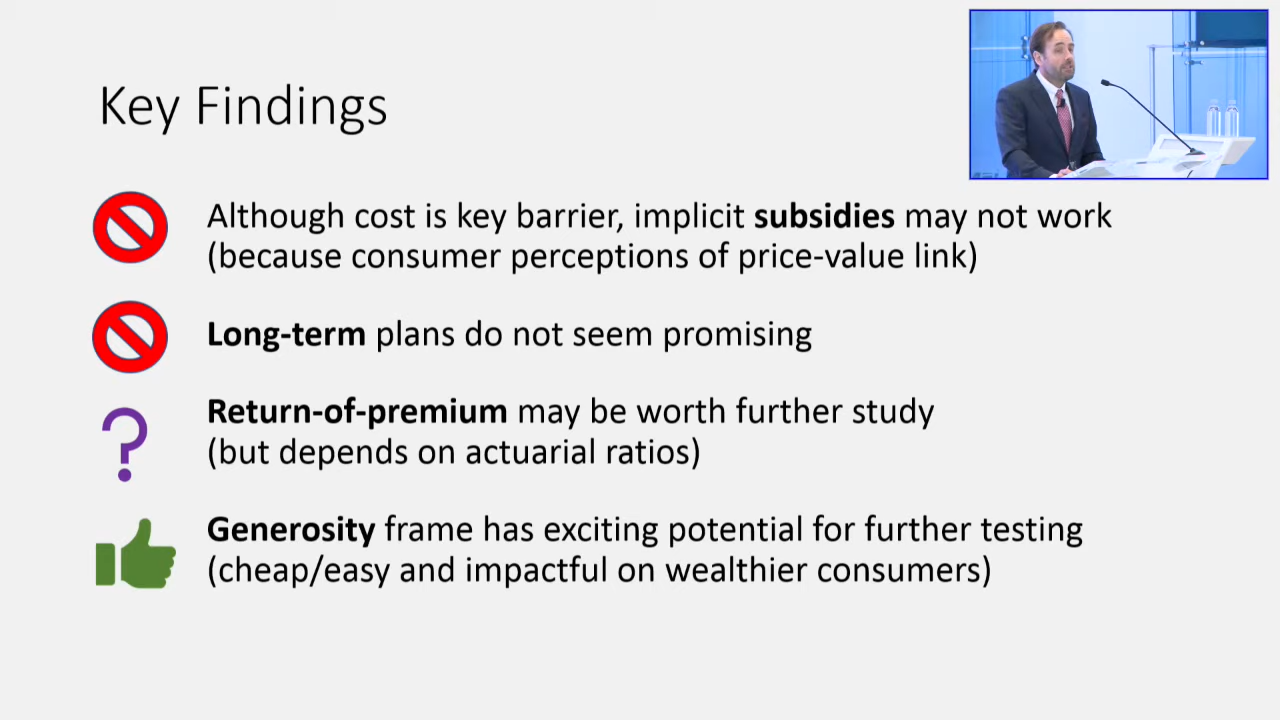 Key Findings
Although cost is key barrier, implicit subsidies may not work
(because consumer perceptions of price-value link)
Long-term plans do not seem promising
Return-of-premium may be worth further study
(but depends on actuarial ratios)
Generosity frame has exciting potential for further testing
(cheap/easy and impactful on wealthier consumers)